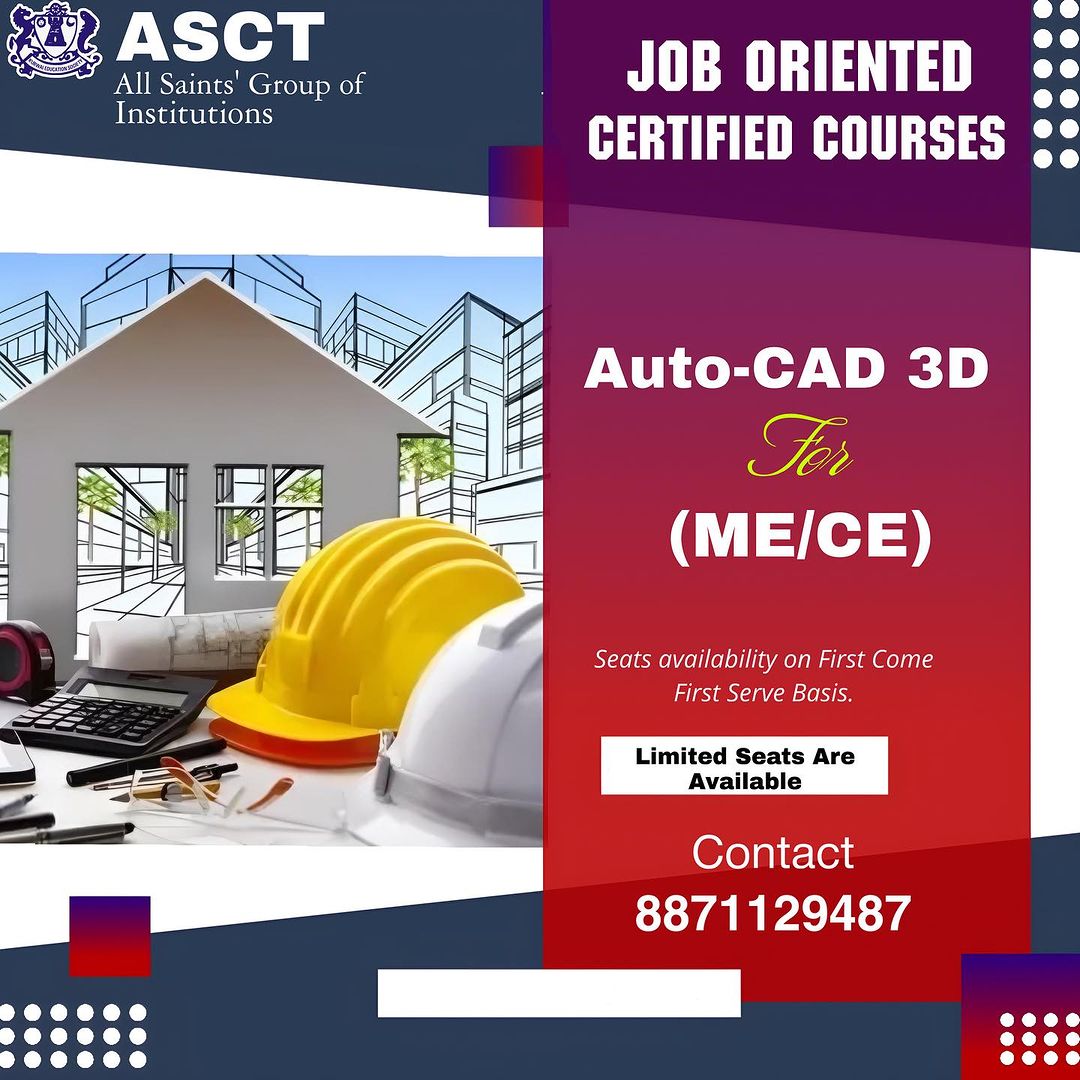 ASCT
All Saints' Group of
Institutions
JOB ORIENTED
CERTIFIED COURSES
Auto-CAD 3D
For
(ME/CE)
Seats availability on First Come
First Serve Basis.
Limited Seats Are
Available
Contact
8871129487